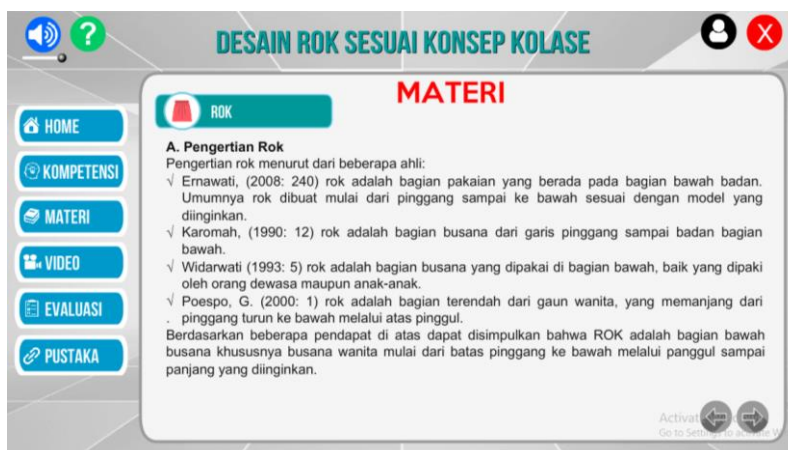 ?
DESAIN ROK SESUAI KONSEP KOLASE
X
HOME
KOMPETENSI
MATERI
VIDEO
EVALUASI
PUSTAKA
MATERI
ROK
A. Pengertian Rok
Pengertian rok menurut dari beberapa ahli:
√ Ernawati, (2008: 240) rok adalah bagian pakaian yang berada pada bagian bawah badan.
Umumnya rok dibuat mulai dari pinggang sampai ke bawah sesuai dengan model yang
diinginkan.
√ Karomah, (1990: 12) rok adalah bagian busana dari garis pinggang sampai badan bagian
bawah.
√ Widarwati (1993: 5) rok adalah bagian busana yang dipakai di bagian bawah, baik yang dipaki
oleh orang dewasa maupun anak-anak.
√ Poespo, G. (2000: 1) rok adalah bagian terendah dari gaun wanita, yang memanjang dari
. pinggang turun ke bawah melalui atas pinggul.
Berdasarkan beberapa pendapat di atas dapat disimpulkan bahwa ROK adalah bagian bawah
busana khususnya busana wanita mulai dari batas pinggang ke bawah melalui panggul sampai
panjang yang diinginkan.
Activat
Go to Setti